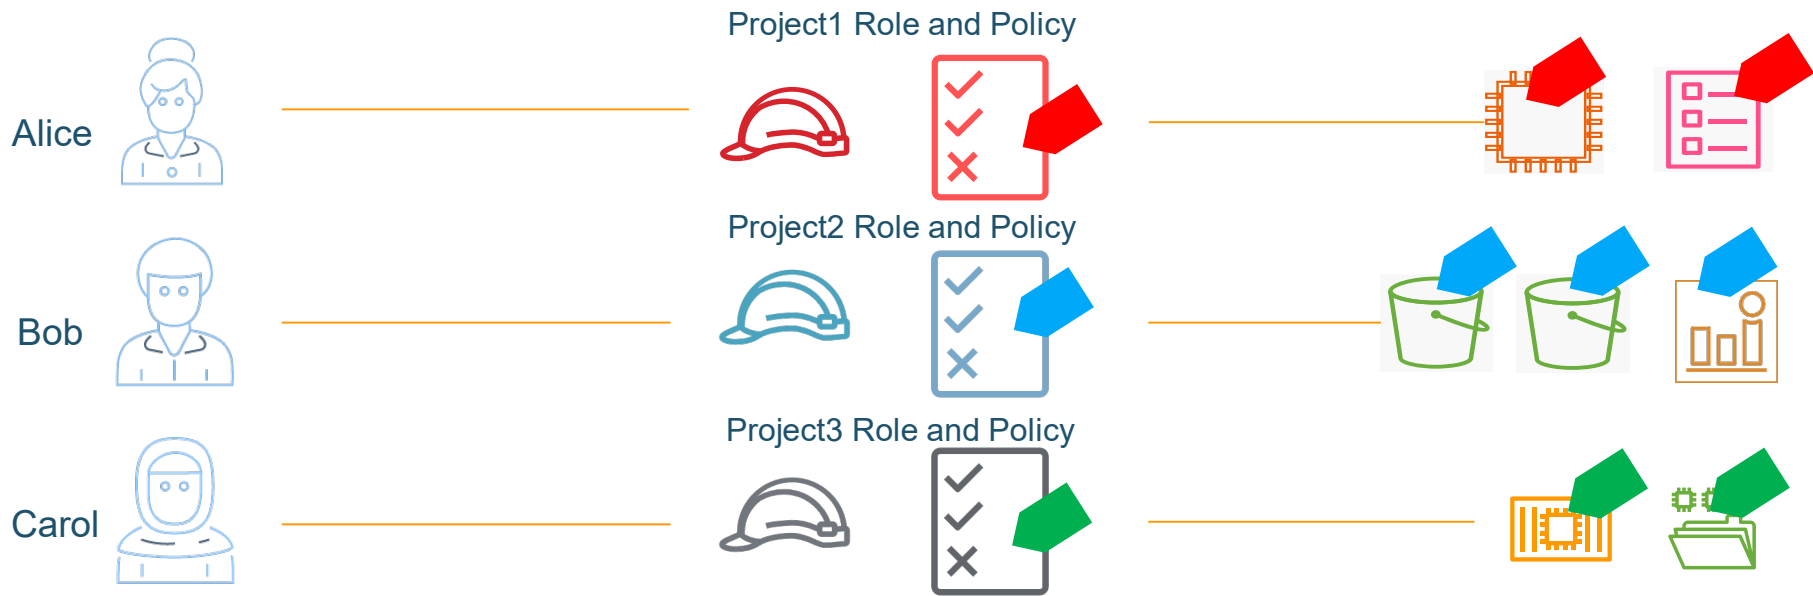 Project1 Role and Policy
Alice
Project2 Role and Policy
Bob
Project3 Role and Policy
Carol